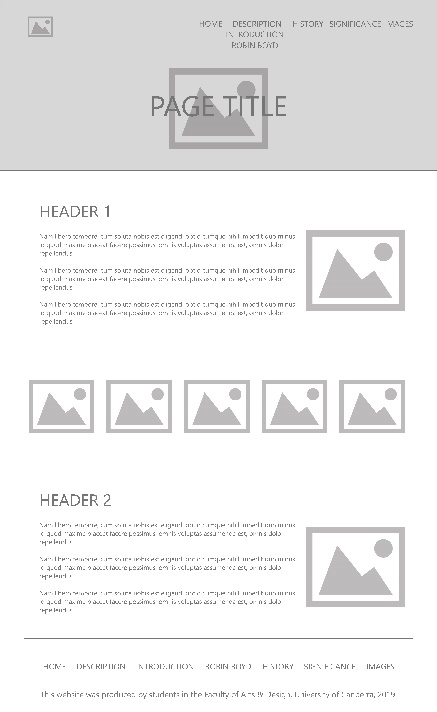 HOME DESCRIPTION HISTORY SIGNIFICANCE IMAGES
INTRODUCTION
ROBIN BOYD
PAGE TITLE
HEADER 1
Nam libero tempore, cum soluta nobis est eligendi optio cumque nihil impedit quo minus
id quod maxime placeat facere possimus, omnis voluptas assumenda est, omnis dolor
repellendus
Nam libero tempore, cum soluta nobis est eligendi optio cumque nihil impedit quo minus
id quod maxime placeat facere possimus, omnis voluptas assumenda est, omnis dolor
repellendus
Nam libero tempore, cum soluta nobis est eligendi optio cumque nihil impedit quo minus
id quod maxime placeat facere possimus, omnis voluptas assumenda est, omnis dolor
repellendus
HEADER 2
Nam libero tempore, cum soluta nobis est eligendi optio cumque nihil impedit quo minus
id quod maxime placeat facere possimus, omnis voluptas assumenda est, omnis dolor
repellendus
Nam libero tempore, cum soluta nobis est eligendi optio cumque nihil impedit quo minus
id quod maxime placeat facere possimus, omnis voluptas assumenda est, omnis dolor
repellendus
Nam libero tempore, cum soluta nobis est eligendi optio cumque nihil impedit quo minus
id quod maxime placeat facere possimus, omnis voluptas assumenda est, omnis dolor
repellendus
HOME DESCRIPTION INTRODUCTION ROBIN BOYD HISTORY SIGNIFICANCE IMAGES
This website was produced by students in the Faculty of Arts & Design, University of Canberra, 2019